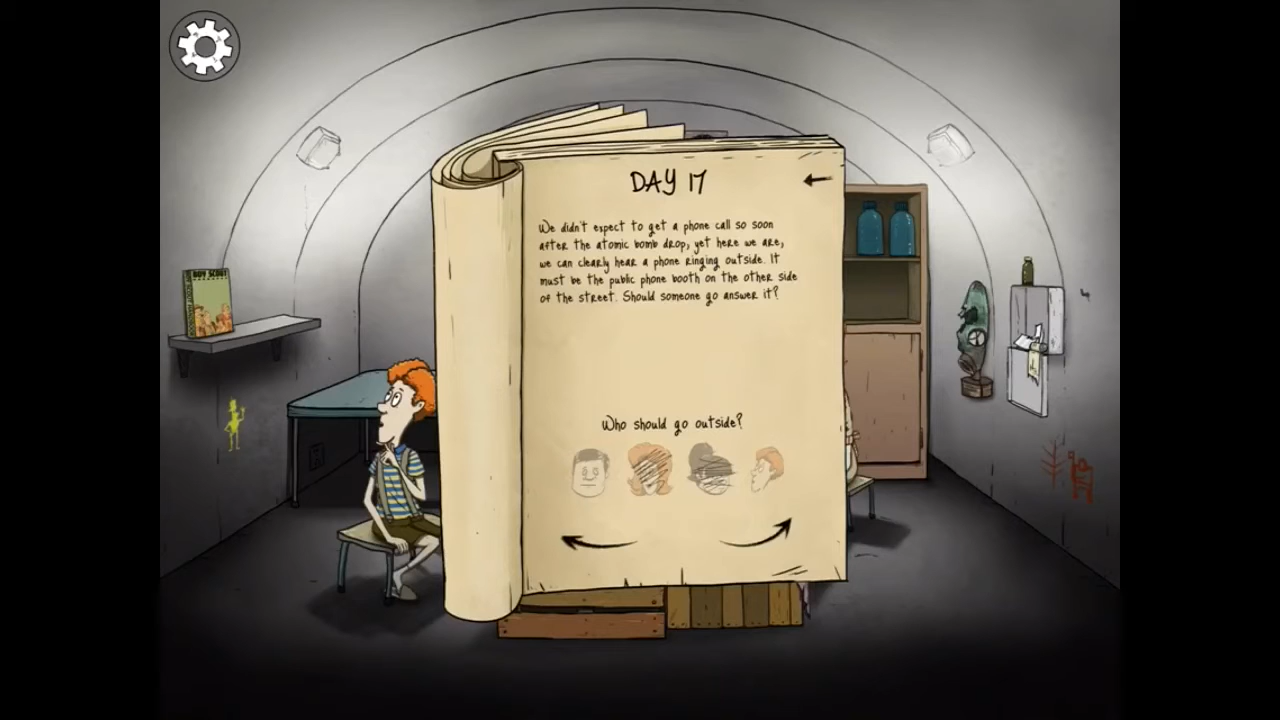 DAY 17
We didn't expect to get a phone call so soon
after the atomic bomb drop, yet here we are,
we can clearly hear a phone ringing outside. It
must be the public phone booth on the other side
of the street. Should someone go answer it?
Who should go outside?
BOY SCOUT